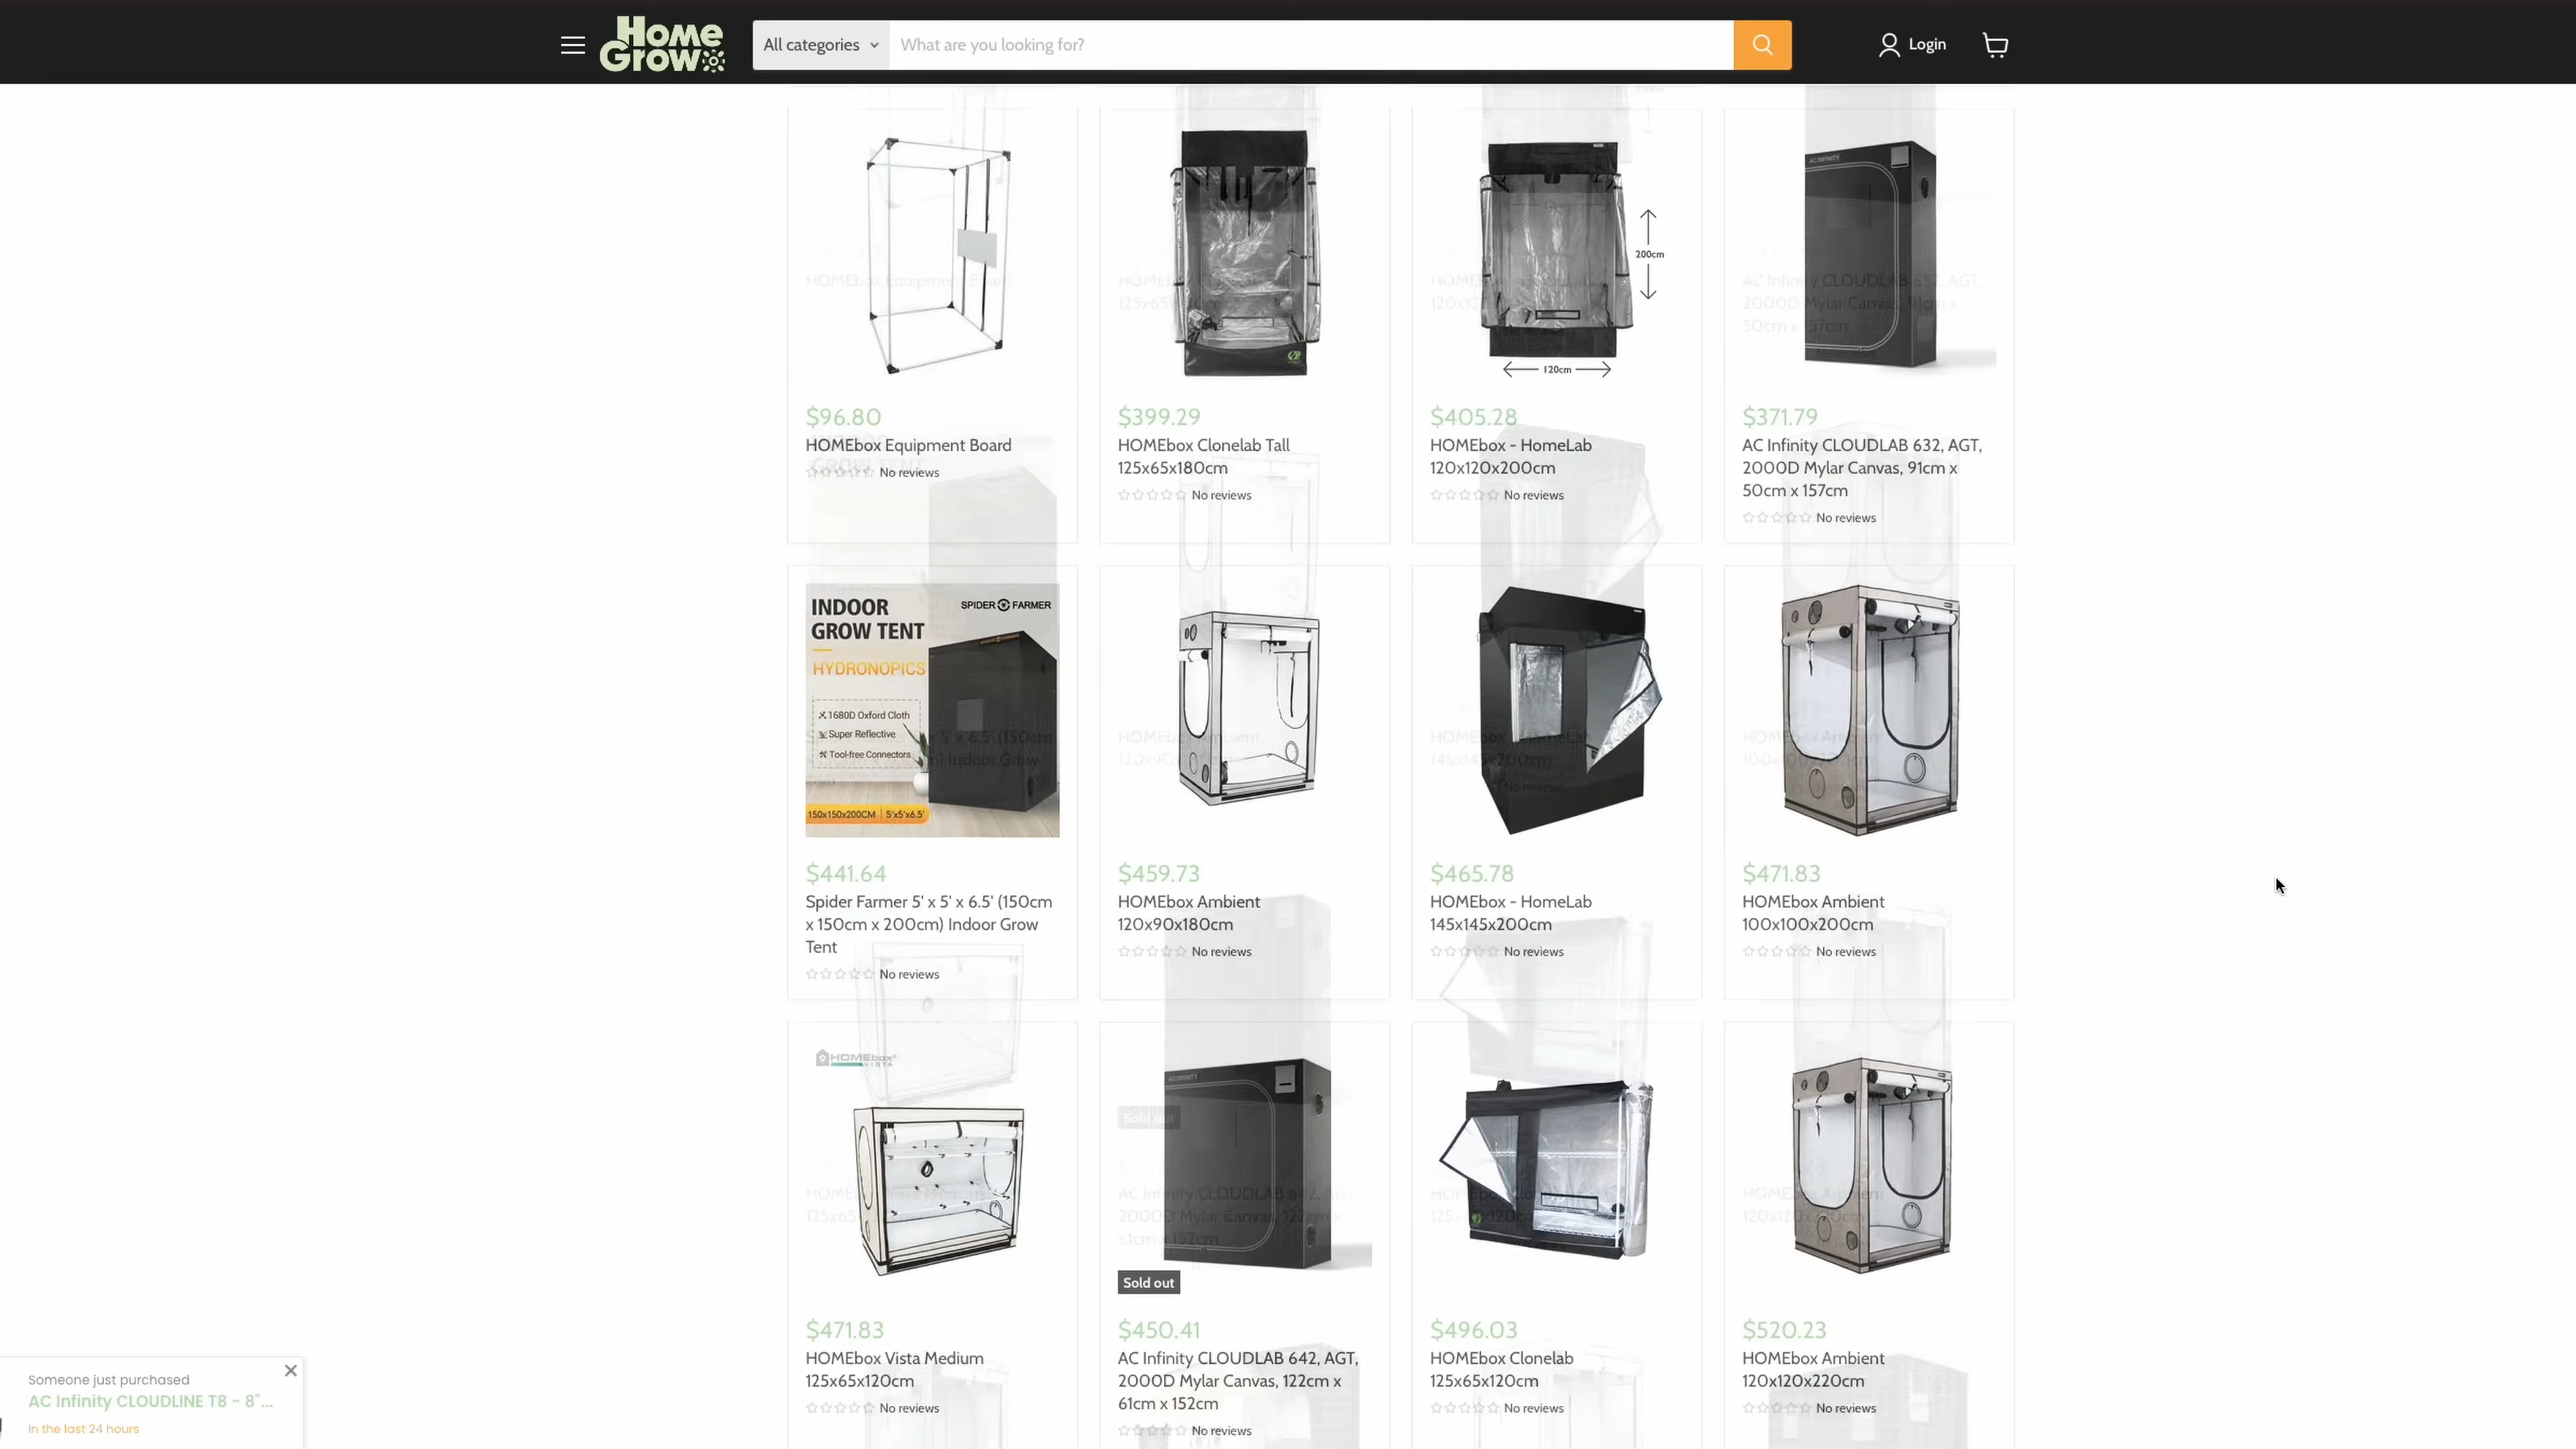 Home
Grow
All categories
What are you looking for?
Login
200cm
120cm
AC INFINITY
$96.80
HOMEbox Equipment Board
No reviews
$399.29
HOMEbox Clonelab Tall
125x65x180cm
No reviews
$405.28
HOMEbox - HomeLab
120x120x200cm
No reviews
$371.79
AC Infinity CLOUDLAB 632, AGT,
2000D Mylar Canvas, 91cm x
50cm x 157cm
No reviews
INDOOR
GROW TENT
SPIDER FARMER
HYDRONOPICS
1680D Oxford Cloth
Super Reflective
Tool-free Connectors
150x150x200CM
5'x5'x6.5'
$441.64
Spider Farmer 5' x 5' x 6.5' (150cm
x 150cm x 200cm) Indoor Grow
Tent
No reviews
$459.73
HOMEbox Ambient
120x90x180cm
No reviews
$465.78
HOMEbox - HomeLab
145x145x200cm
No reviews
$471.83
HOMEbox Ambient
100x100x200cm
No reviews
HOMEbox
VISTA
AC INFINITY
Sold out
$471.83
HOMEbox Vista Medium
125x65x120cm
No reviews
$450.41
AC Infinity CLOUDLAB 642, AGT,
2000D Mylar Canvas, 122cm x
61cm x 152cm
No reviews
$496.03
HOMEbox Clonelab
125x65x120cm
No reviews
$520.23
HOMEbox Ambient
120x120x220cm
No reviews
Someone just purchased
AC Infinity CLOUDLINE T8 - 8"...
In the last 24 hours